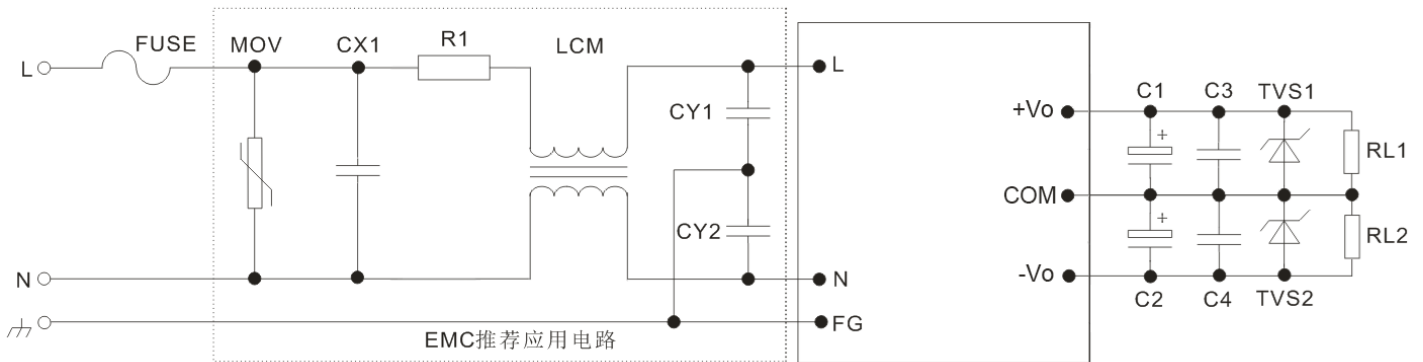 FUSE MOV CX1 R1 LCM
L L
CY1
+Vo C1 C3 TVS1
+
RL1
COM
CY2
+
RL2
N N
-Vo C2 C4 TVS2
FG
EMC推荐应用电路